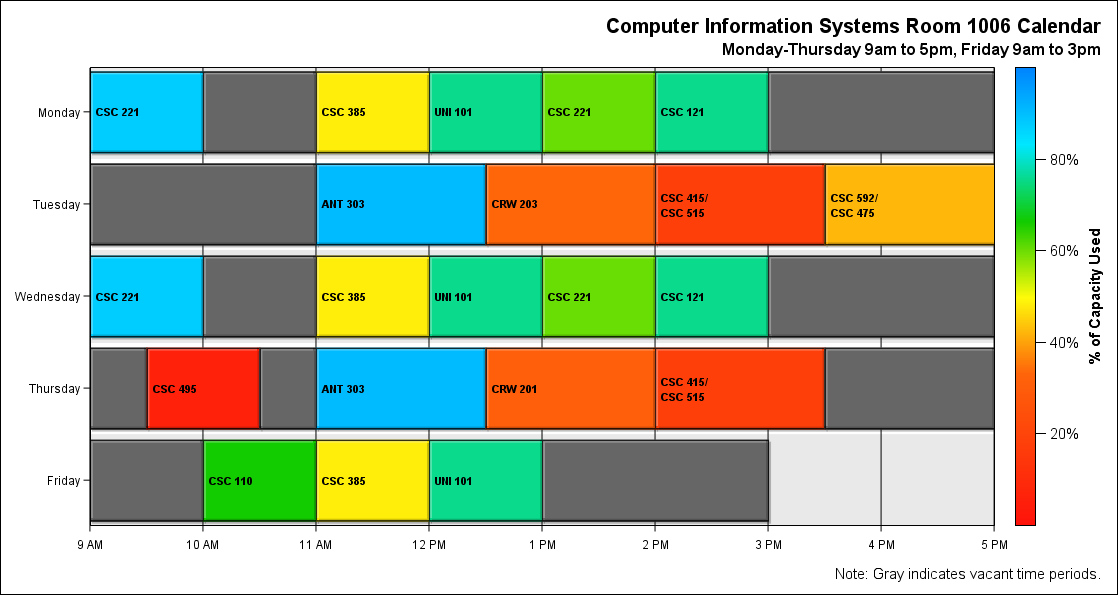 Computer Information Systems Room 1006 Calendar
Monday-Thursday 9am to 5pm, Friday 9am to 3pm
Monday
CSC 221
CSC 385
UNI 101
CSC 221
CSC 121
Tuesday
ANT 303
CRW 203
CSC 415/
CSC 515
CSC 592/
CSC 475
Wednesday
CSC 221
CSC 385
UNI 101
CSC 221
CSC 121
Thursday
CSC 495
ANT 303
CRW 201
CSC 415/
CSC 515
Friday
CSC 110
CSC 385
UNI 101
9 AM
10 AM
11 AM
12 PM
1 PM
2 PM
3 PM
4 PM
5 PM
80%
60%
40%
20%
% of Capacity Used
Note: Gray indicates vacant time periods.